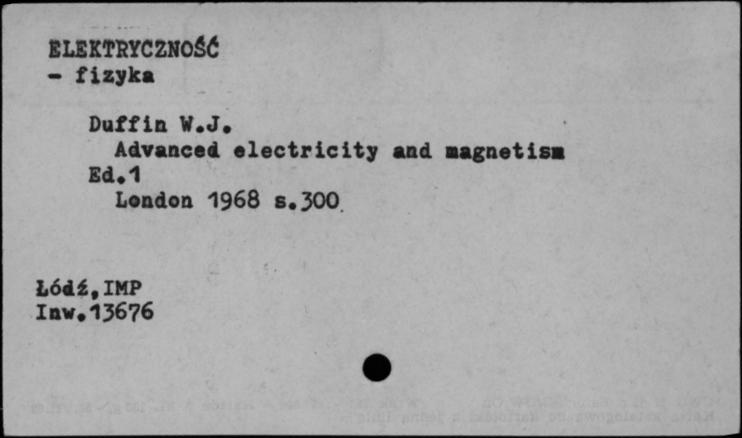 ELEKTRYCZNOŚĆ
- fizyka
Duffin W.J.
Advanced electricity and magnetism
Ed.1
London 1968 s.300.
Łódź,IMP
Inw.13676